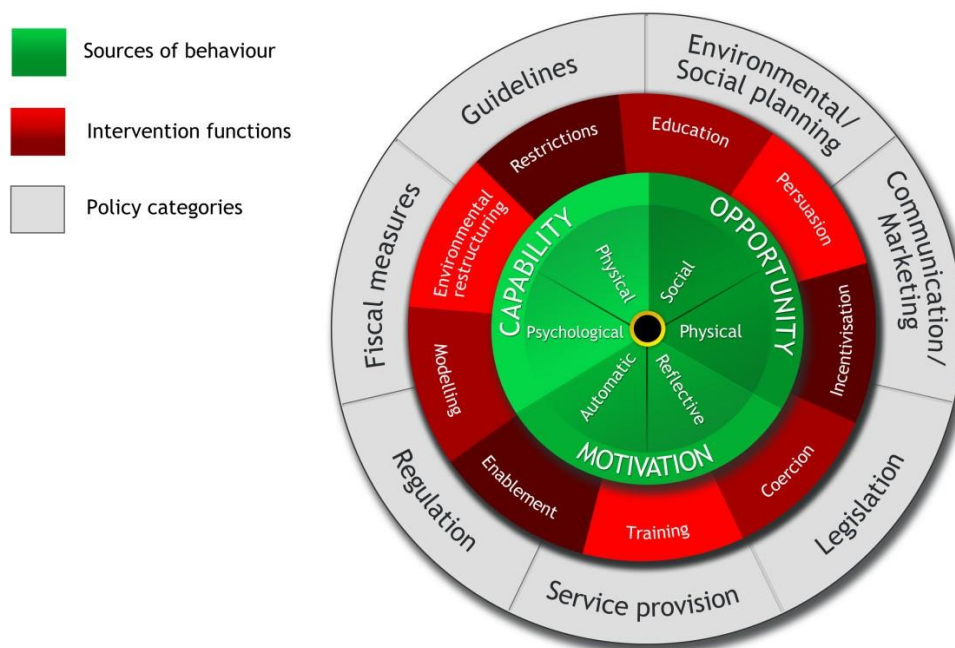 Sources of behaviour
Intervention functions
Policy categories
Guidelines
Environmental/
Social planning
Communication/
Marketing
Legislation
Service provision
Regulation
Fiscal measures
Restrictions
Education
Persuasion
Incentivisation
Coercion
Training
Enablement
Modelling
Environmental
restructuring
CAPABILITY
OPPORTUNITY
MOTIVATION
Physical
Social
Psychological
Physical
Automatic
Reflective